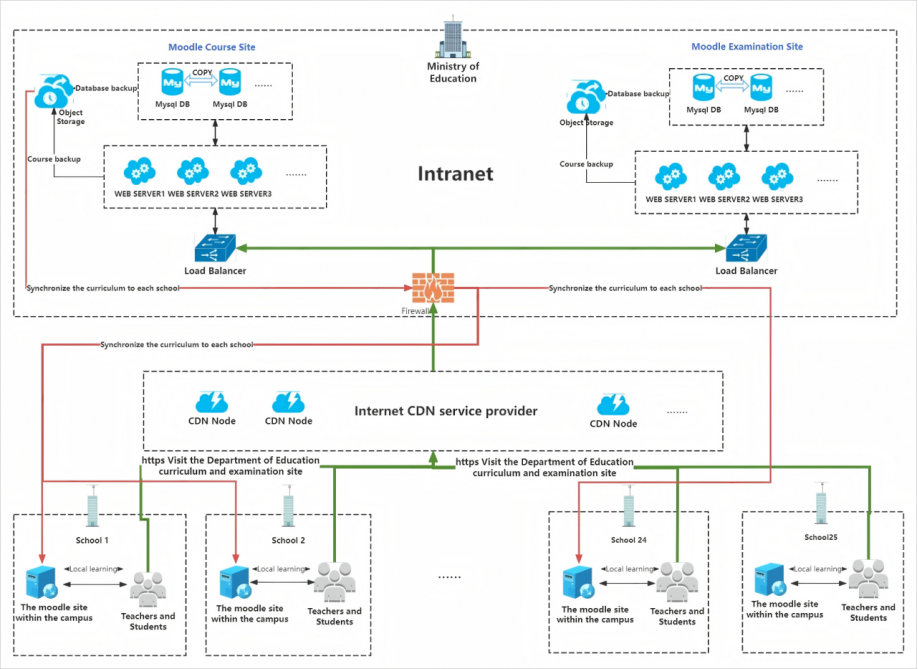 Moodle Course Site
Ministry of
Education
Moodle Examination Site
COPY
Mysql DB
Mysql DB
......
Database backup
Object
Storage
Course backup
WEB SERVER1
WEB SERVER2
WEB SERVER3
.......
Intranet
COPY
Mysql DB
Mysql DB
......
Database backup
Object Storage
Course backup
WEB SERVER1
WEB SERVER2
WEB SERVER3
.......
Load Balancer
Load Balancer
Synchronize the curriculum to each school
Synchronize the curriculum to each school
Firewall
Synchronize the curriculum to each school
CDN Node
CDN Node
Internet CDN service provider
CDN Node
.......
https Visit the Department of Education
curriculum and examination site
https Visit the Department of Education
curriculum and examination site
School 1
Local learning
The moodle site
within the campus
Teachers and
Students
School 2
Local learning
The moodle site
within the campus
Teachers and
Students
......
School 24
Local learning
The moodle site
within the campus
Teachers and
Students
School25
Local learning
The moodle site
within the campus
Teachers and
Students